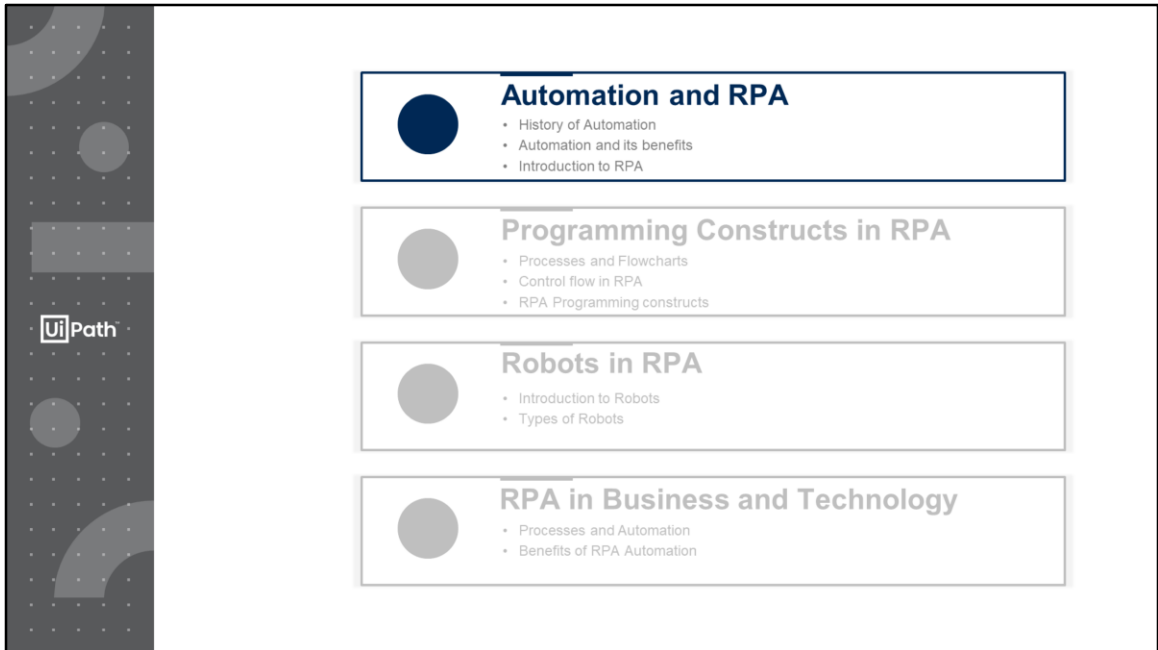 UiPath™
Automation and RPA
• History of Automation
• Automation and its benefits
• Introduction to RPA
Programming Constructs in RPA
• Processes and Flowcharts
• Control flow in RPA
• RPA Programming constructs
Robots in RPA
• Introduction to Robots
• Types of Robots
RPA in Business and Technology
• Processes and Automation
• Benefits of RPA Automation